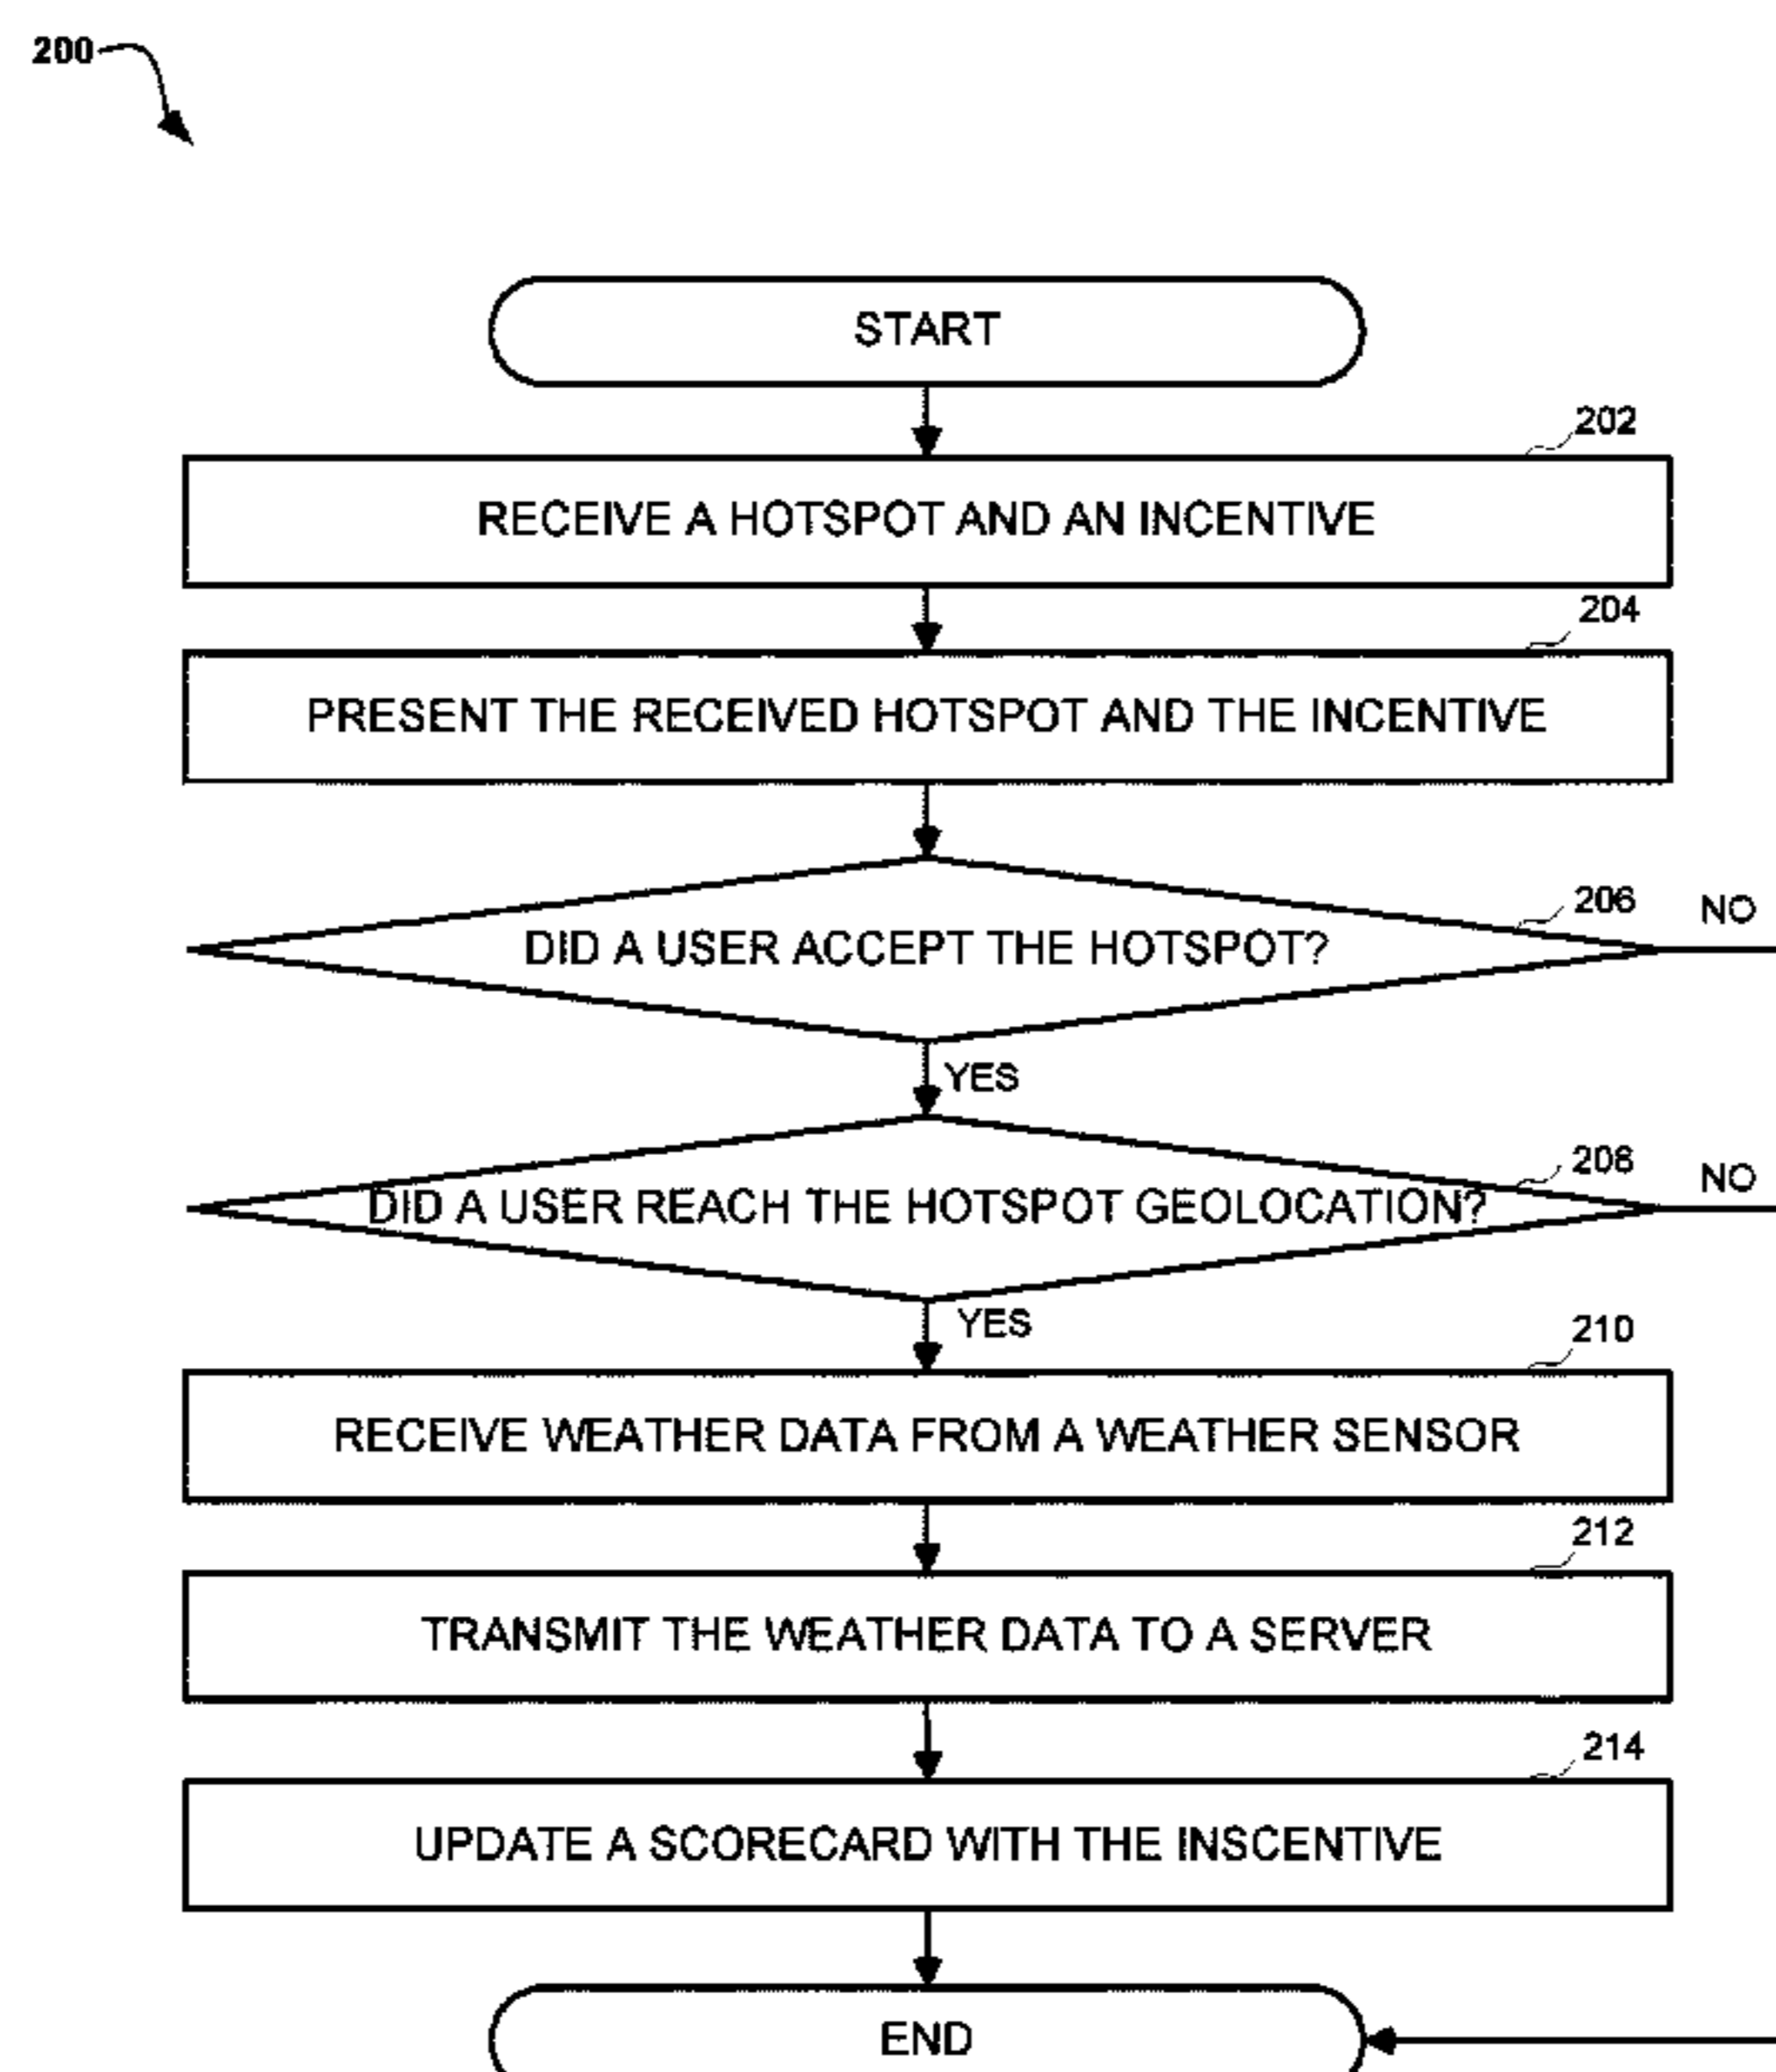 200
START
202
RECEIVE A HOTSPOT AND AN INCENTIVE
204
PRESENT THE RECEIVED HOTSPOT AND THE INCENTIVE
206
NO
DID A USER ACCEPT THE HOTSPOT?
YES
206
NO
DID A USER REACH THE HOTSPOT GEOLOCATION?
YES
210
RECEIVE WEATHER DATA FROM A WEATHER SENSOR
212
TRANSMIT THE WEATHER DATA TO A SERVER
214
UPDATE A SCORECARD WITH THE INSCENTIVE
END